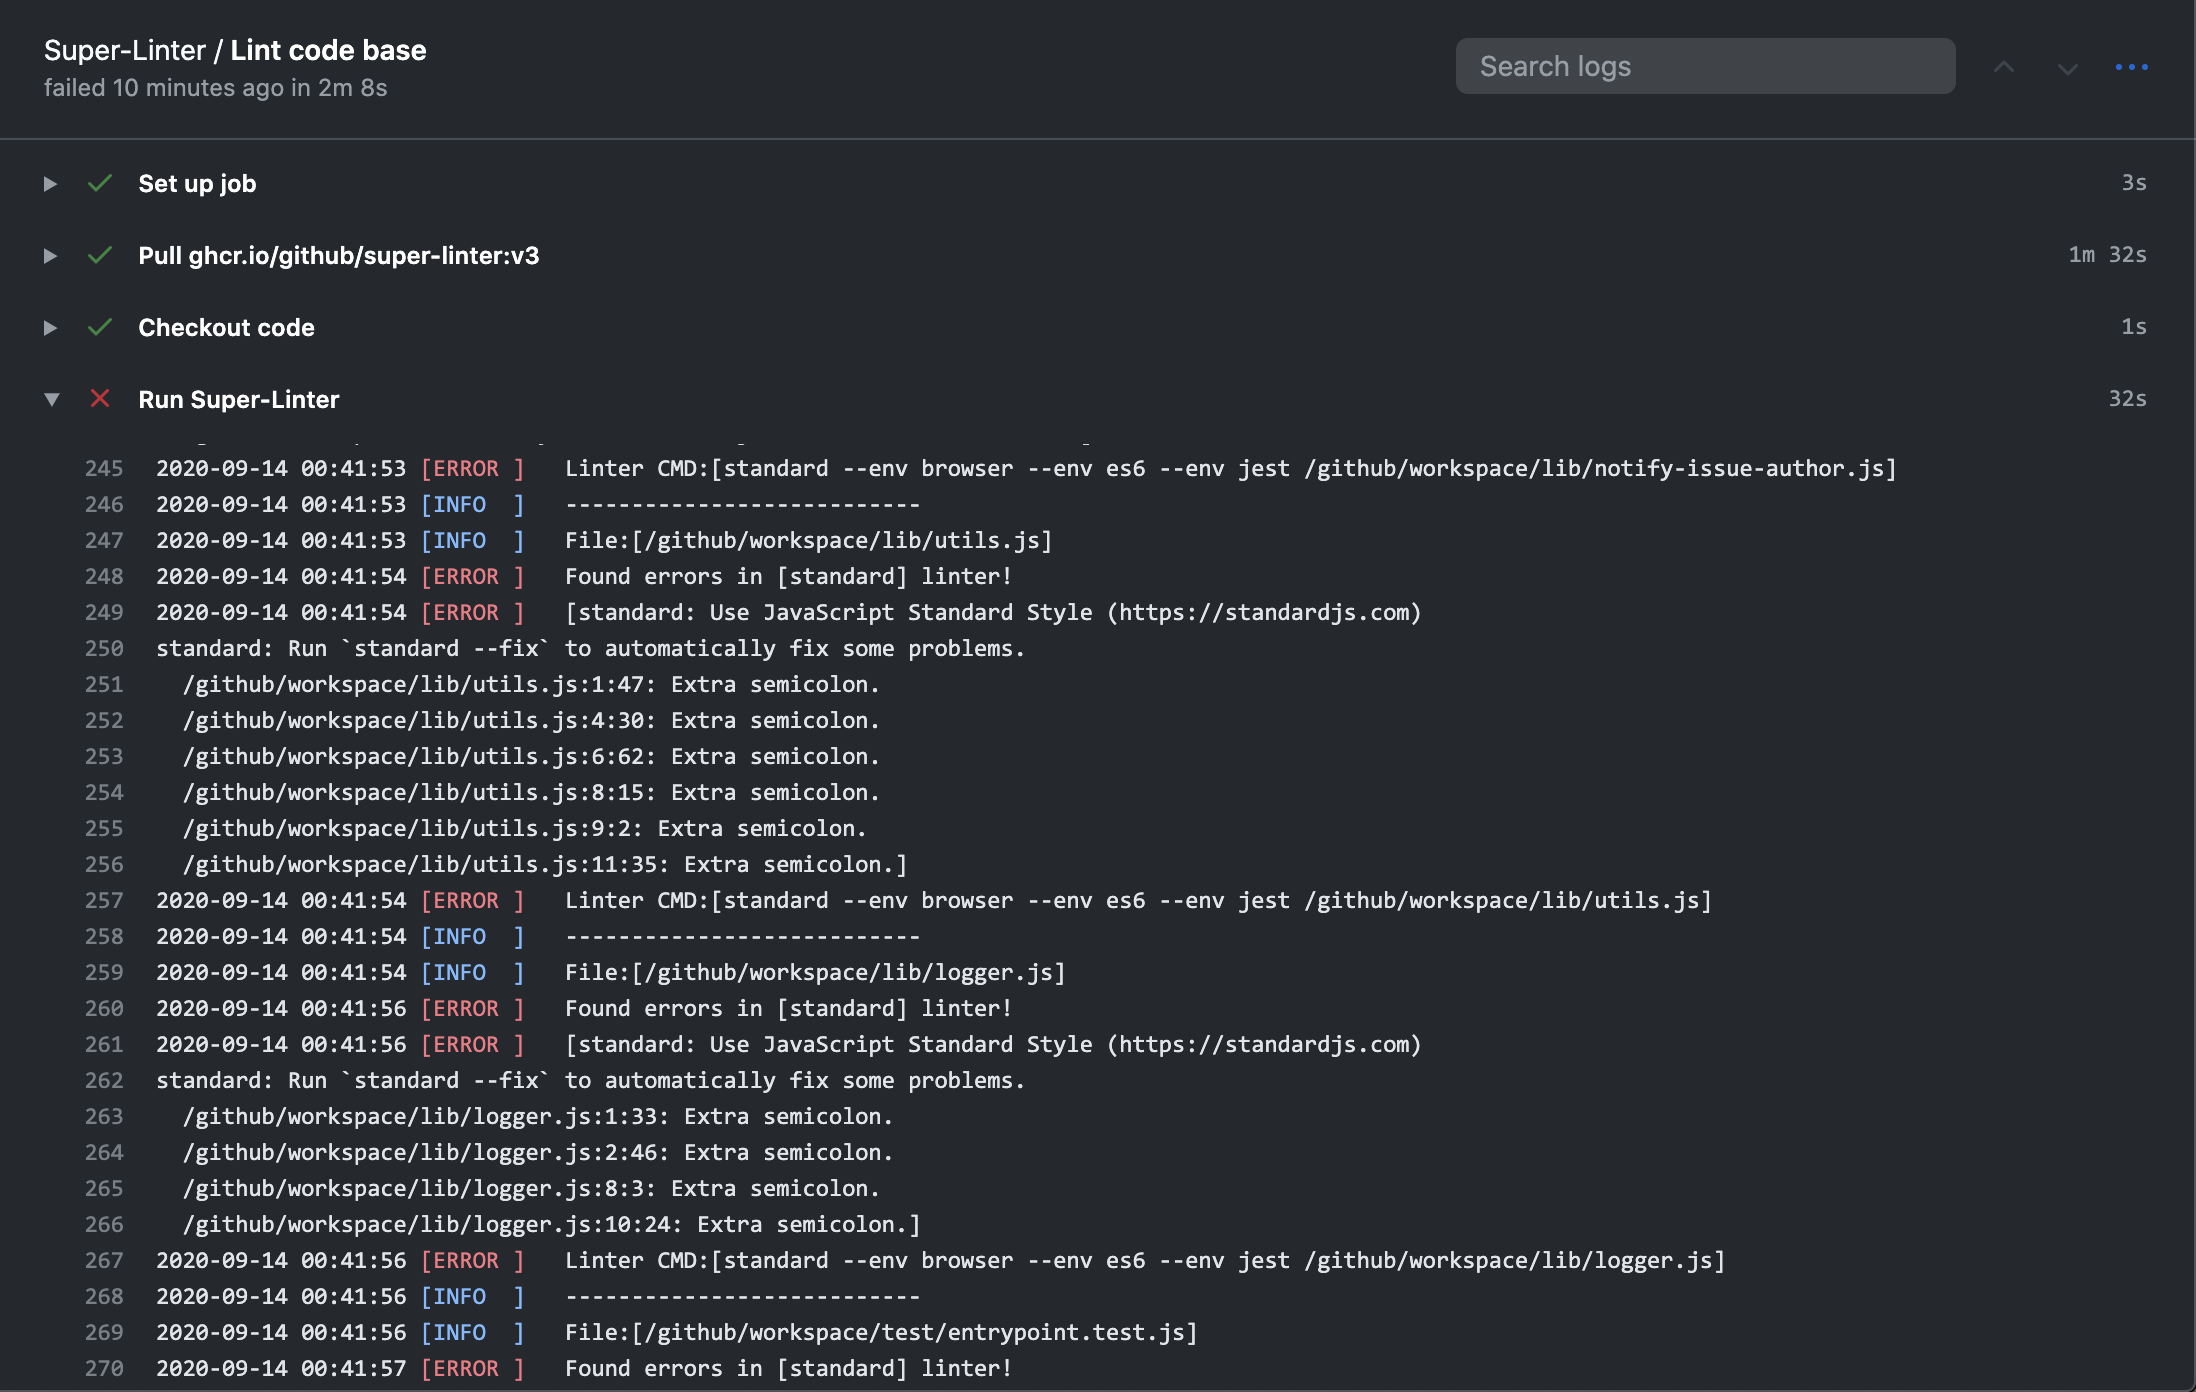 Super-Linter / Lint code base
failed 10 minutes ago in 2m 8s
Search logs
Set up job 3s
Pull ghcr.io/github/super-linter:v3 1m 32s
Checkout code 1s
Run Super-Linter 32s
245 2020-09-14 00:41:53 [ERROR ] Linter CMD:[standard --env browser --env es6 --env jest /github/workspace/lib/notify-issue-author.js]
246 2020-09-14 00:41:53 [INFO ] ---------------------------
247 2020-09-14 00:41:53 [INFO ] File:[/github/workspace/lib/utils.js]
248 2020-09-14 00:41:54 [ERROR ] Found errors in [standard] linter!
249 2020-09-14 00:41:54 [ERROR ] [standard: Use JavaScript Standard Style (https://standardjs.com)
250 standard: Run `standard --fix` to automatically fix some problems.
251 /github/workspace/lib/utils.js:1:47: Extra semicolon.
252 /github/workspace/lib/utils.js:4:30: Extra semicolon.
253 /github/workspace/lib/utils.js:6:62: Extra semicolon.
254 /github/workspace/lib/utils.js:8:15: Extra semicolon.
255 /github/workspace/lib/utils.js:9:2: Extra semicolon.
256 /github/workspace/lib/utils.js:11:35: Extra semicolon.]
257 2020-09-14 00:41:54 [ERROR ] Linter CMD:[standard --env browser --env es6 --env jest /github/workspace/lib/utils.js]
258 2020-09-14 00:41:54 [INFO ] ---------------------------
259 2020-09-14 00:41:54 [INFO ] File:[/github/workspace/lib/logger.js]
260 2020-09-14 00:41:56 [ERROR ] Found errors in [standard] linter!
261 2020-09-14 00:41:56 [ERROR ] [standard: Use JavaScript Standard Style (https://standardjs.com)
262 standard: Run `standard --fix` to automatically fix some problems.
263 /github/workspace/lib/logger.js:1:33: Extra semicolon.
264 /github/workspace/lib/logger.js:2:46: Extra semicolon.
265 /github/workspace/lib/logger.js:8:3: Extra semicolon.
266 /github/workspace/lib/logger.js:10:24: Extra semicolon.]
267 2020-09-14 00:41:56 [ERROR ] Linter CMD:[standard --env browser --env es6 --env jest /github/workspace/lib/logger.js]
268 2020-09-14 00:41:56 [INFO ] ---------------------------
269 2020-09-14 00:41:56 [INFO ] File:[/github/workspace/test/entrypoint.test.js]
270 2020-09-14 00:41:57 [ERROR ] Found errors in [standard] linter!